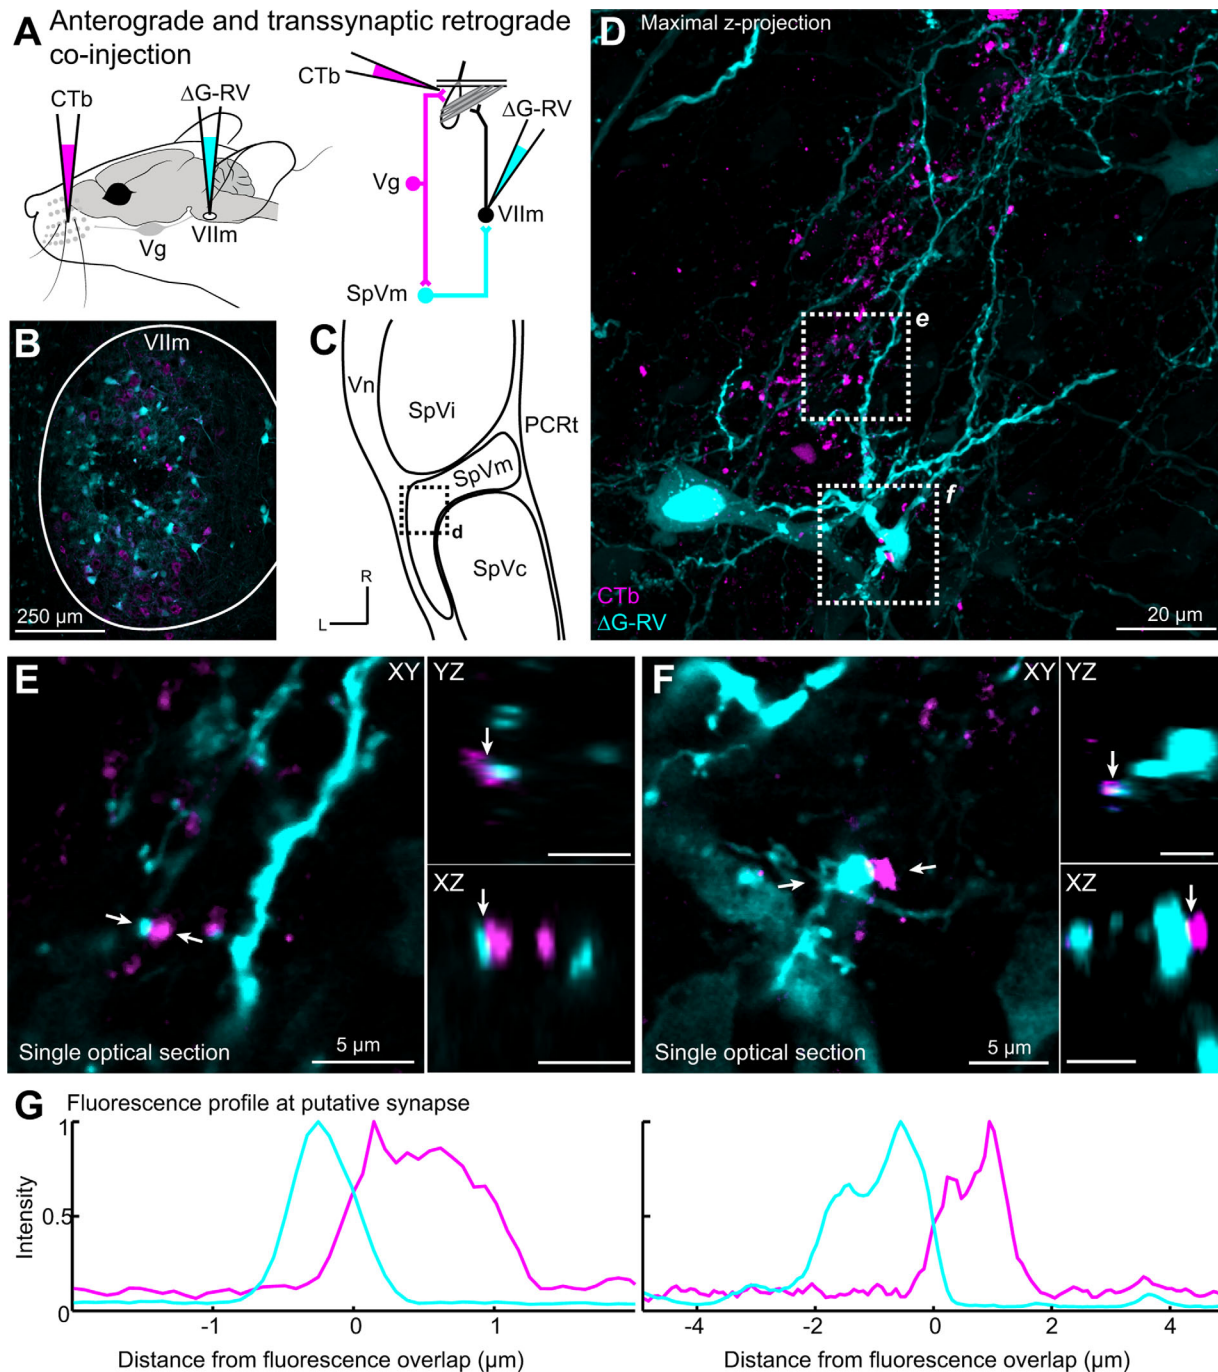 A Anterograde and transsynaptic retrograde
co-injection
CTb
ΔG-RV
Vg
VIIm
CTb
ΔG-RV
Vg
VIIm
SpVm
B
VIIm
250 µm
C
Vn
SpVi
PCRt
SpVm
d
SpVc
R
L
D Maximal z-projection
e
f
CTb
ΔG-RV
20 µm
E
XY
Single optical section
5 µm
YZ
XZ
F
XY
Single optical section
5 µm
YZ
XZ
G Fluorescence profile at putative synapse
Intensity
1
0.5
0
-1
0
1
Distance from fluorescence overlap (µm)
-4
-2
0
2
4
Distance from fluorescence overlap (µm)